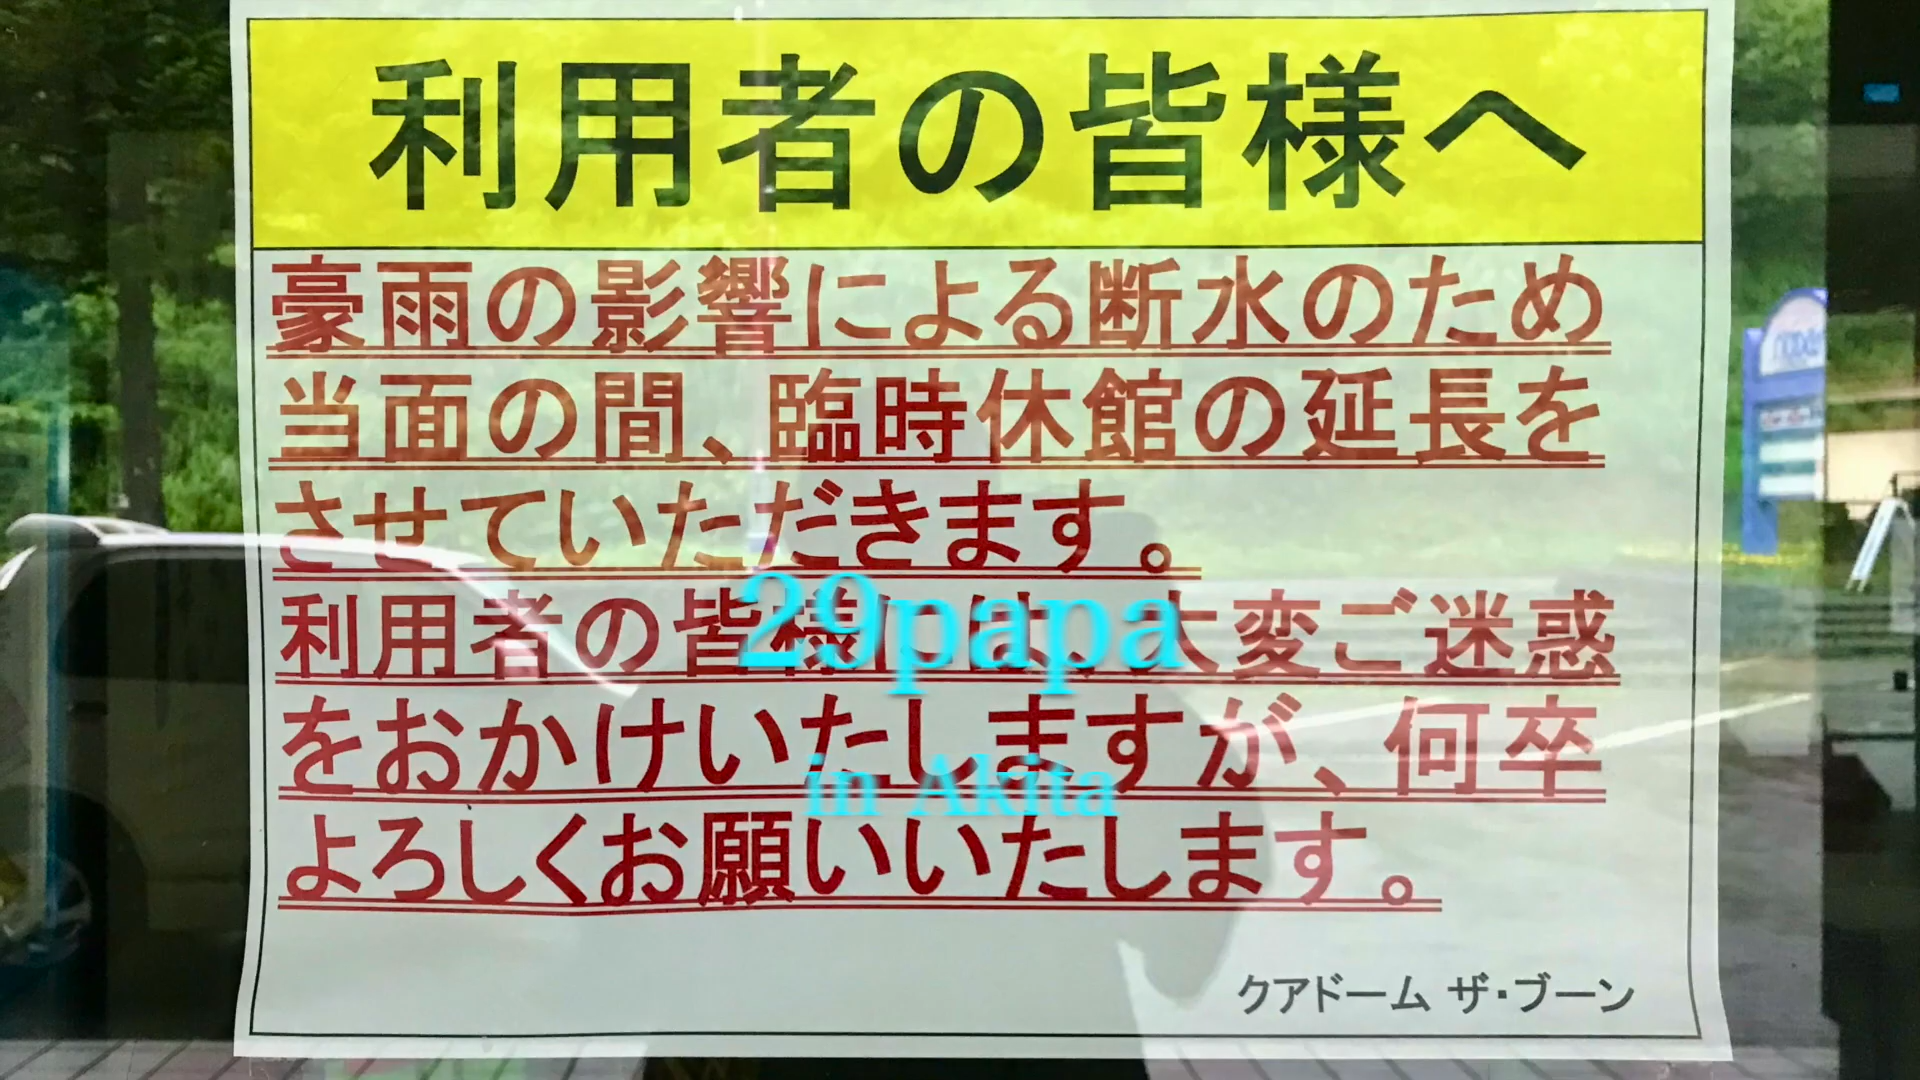 利用者の皆様へ
豪雨の影響による断水のため
当面の間、臨時休館の延長を
させていただきます。
利用者の皆様には、大変ご迷惑
をおかけいたしますが、何卒
よろしくお願いいたします。
クアドーム ザ・ブーン
29papa
in Akita